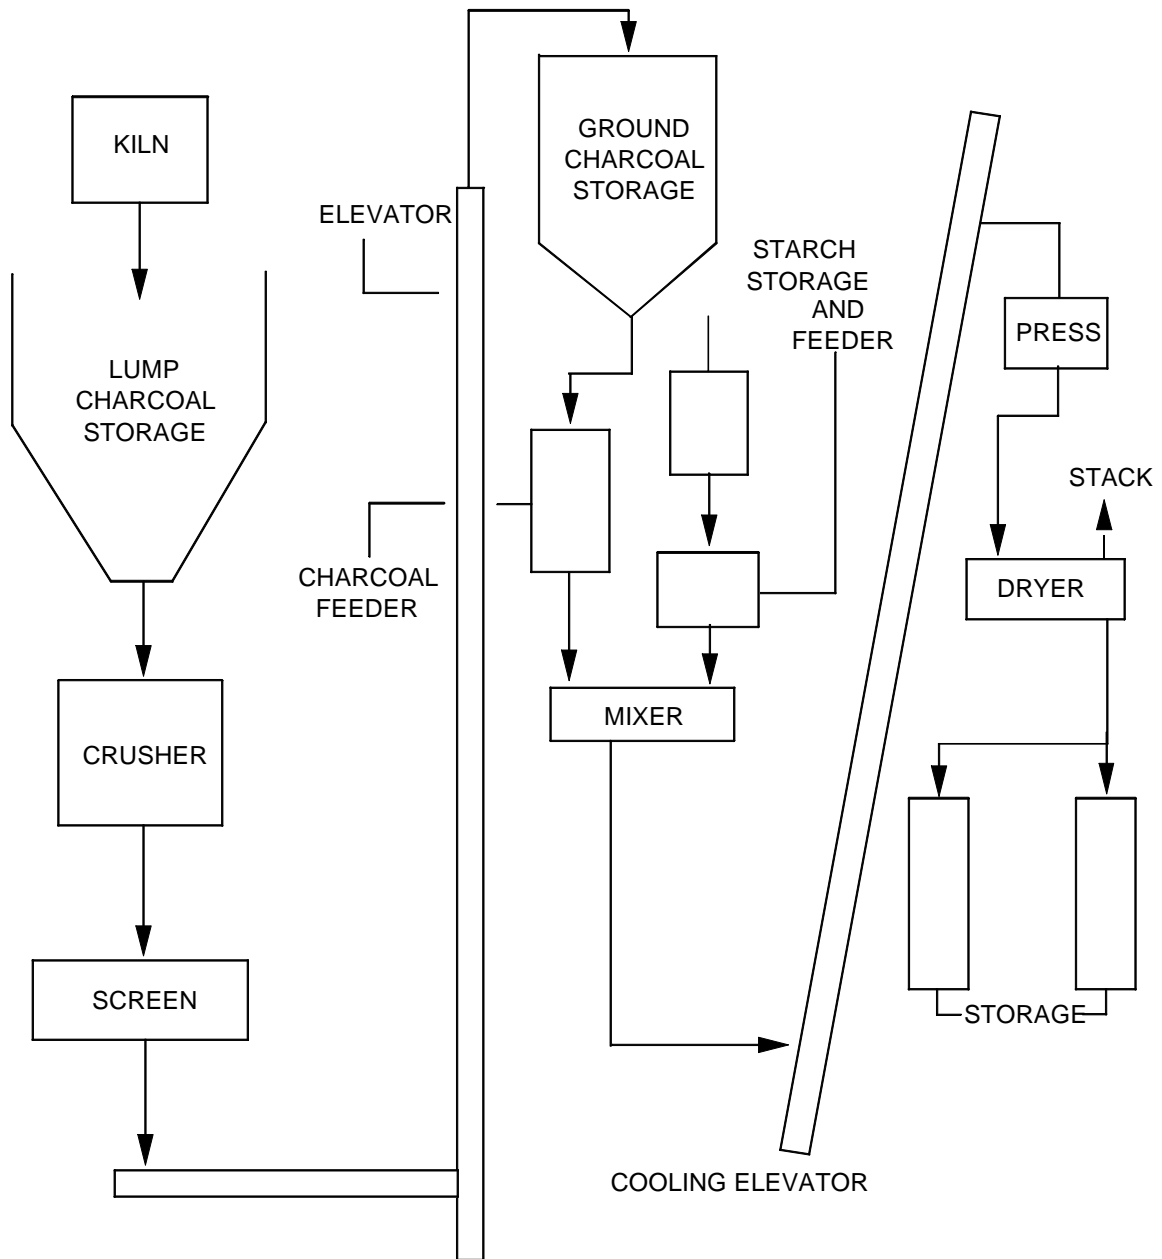 KILN
LUMP
CHARCOAL
STORAGE
CRUSHER
SCREEN
ELEVATOR
CHARCOAL
FEEDER
GROUND
CHARCOAL
STORAGE
STARCH
STORAGE
AND
FEEDER
MIXER
COOLING ELEVATOR
PRESS
STACK
DRYER
STORAGE